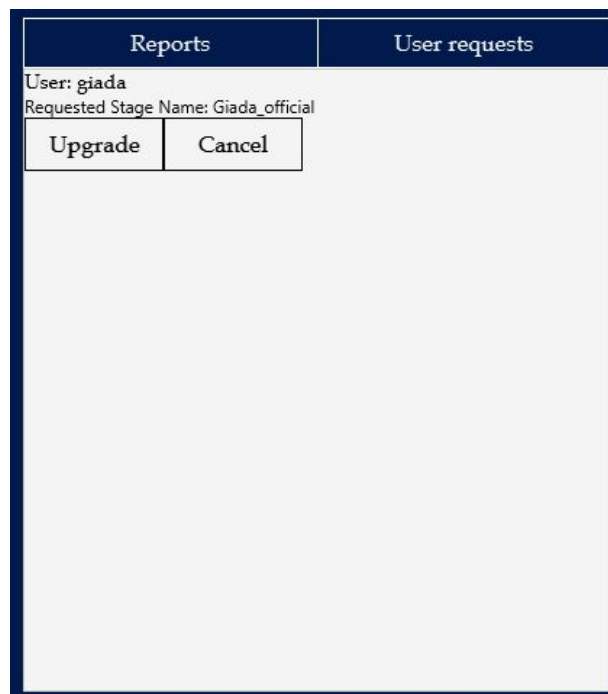 Reports User requests
User: giada
Requested Stage Name: Giada_official
Upgrade Cancel